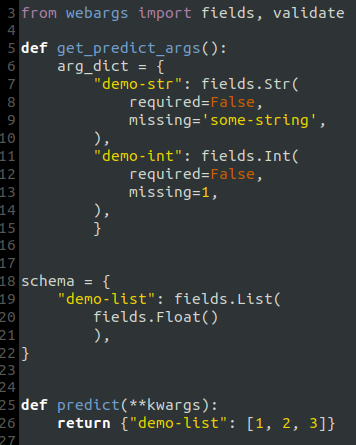 3 from webargs import fields, validate
4
5 def get_predict_args():
6     arg_dict = {
7         "demo-str": fields.Str(
8             required=False,
9             missing='some-string',
10         ),
11         "demo-int": fields.Int(
12             required=False,
13             missing=1,
14         ),
15         }
16
17
18 schema = {
19     "demo-list": fields.List(
20         fields.Float()
21         ),
22 }
23
24
25 def predict(**kwargs):
26     return {"demo-list": [1, 2, 3]}
27